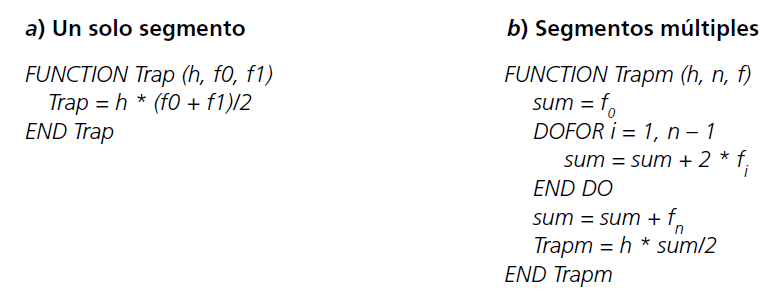 a) Un solo segmento
FUNCTION Trap (h, f0, f1)
Trap = h * (f0 + f1)/2
END Trap
b) Segmentos múltiples
FUNCTION Trapm (h, n, f)
sum = f₀
DOFOR i = 1, n – 1
sum = sum + 2 * fᵢ
END DO
sum = sum + fₙ
Trapm = h * sum/2
END Trapm